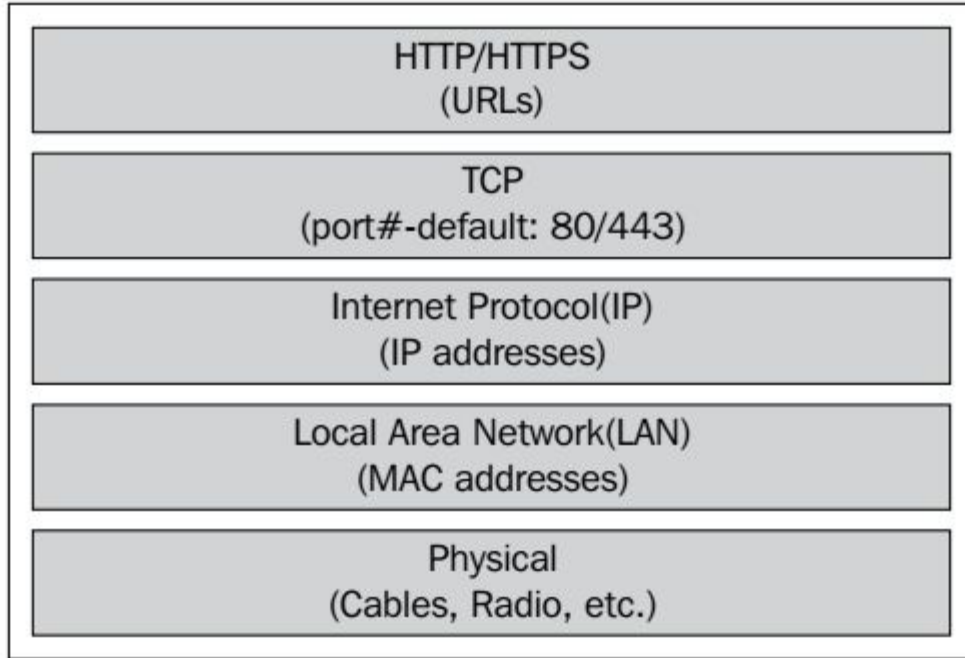 HTTP/HTTPS
(URLs)
TCP
(port#-default: 80/443)
Internet Protocol(IP)
(IP addresses)
Local Area Network(LAN)
(MAC addresses)
Physical
(Cables, Radio, etc.)